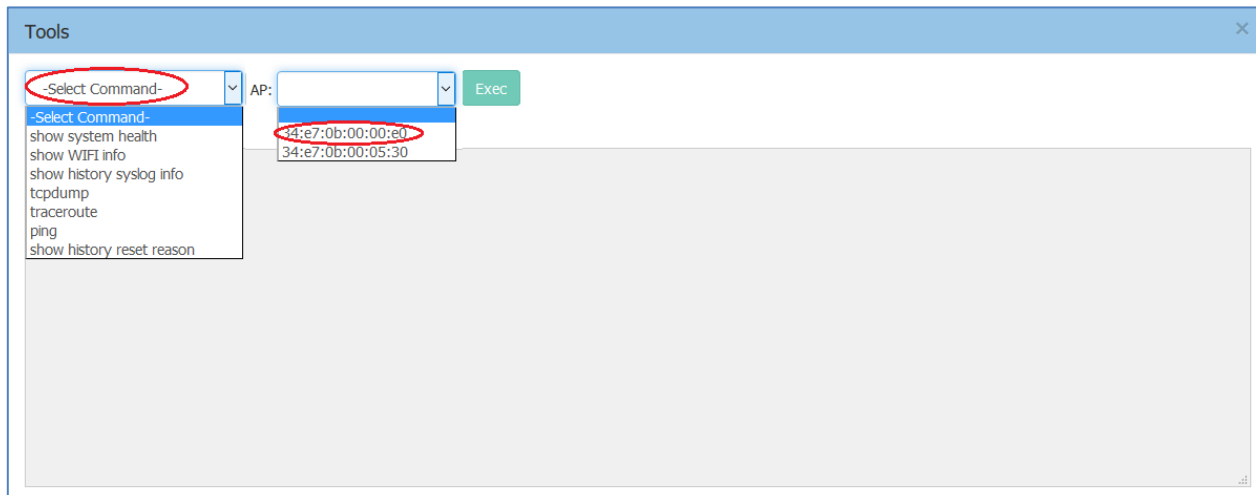 Tools
-Select Command- AP: Exec
-Select Command-
show system health
show WIFI info
show history syslog info
tcpdump
traceroute
ping
show history reset reason
34:e7:0b:00:00:e0
34:e7:0b:00:05:30